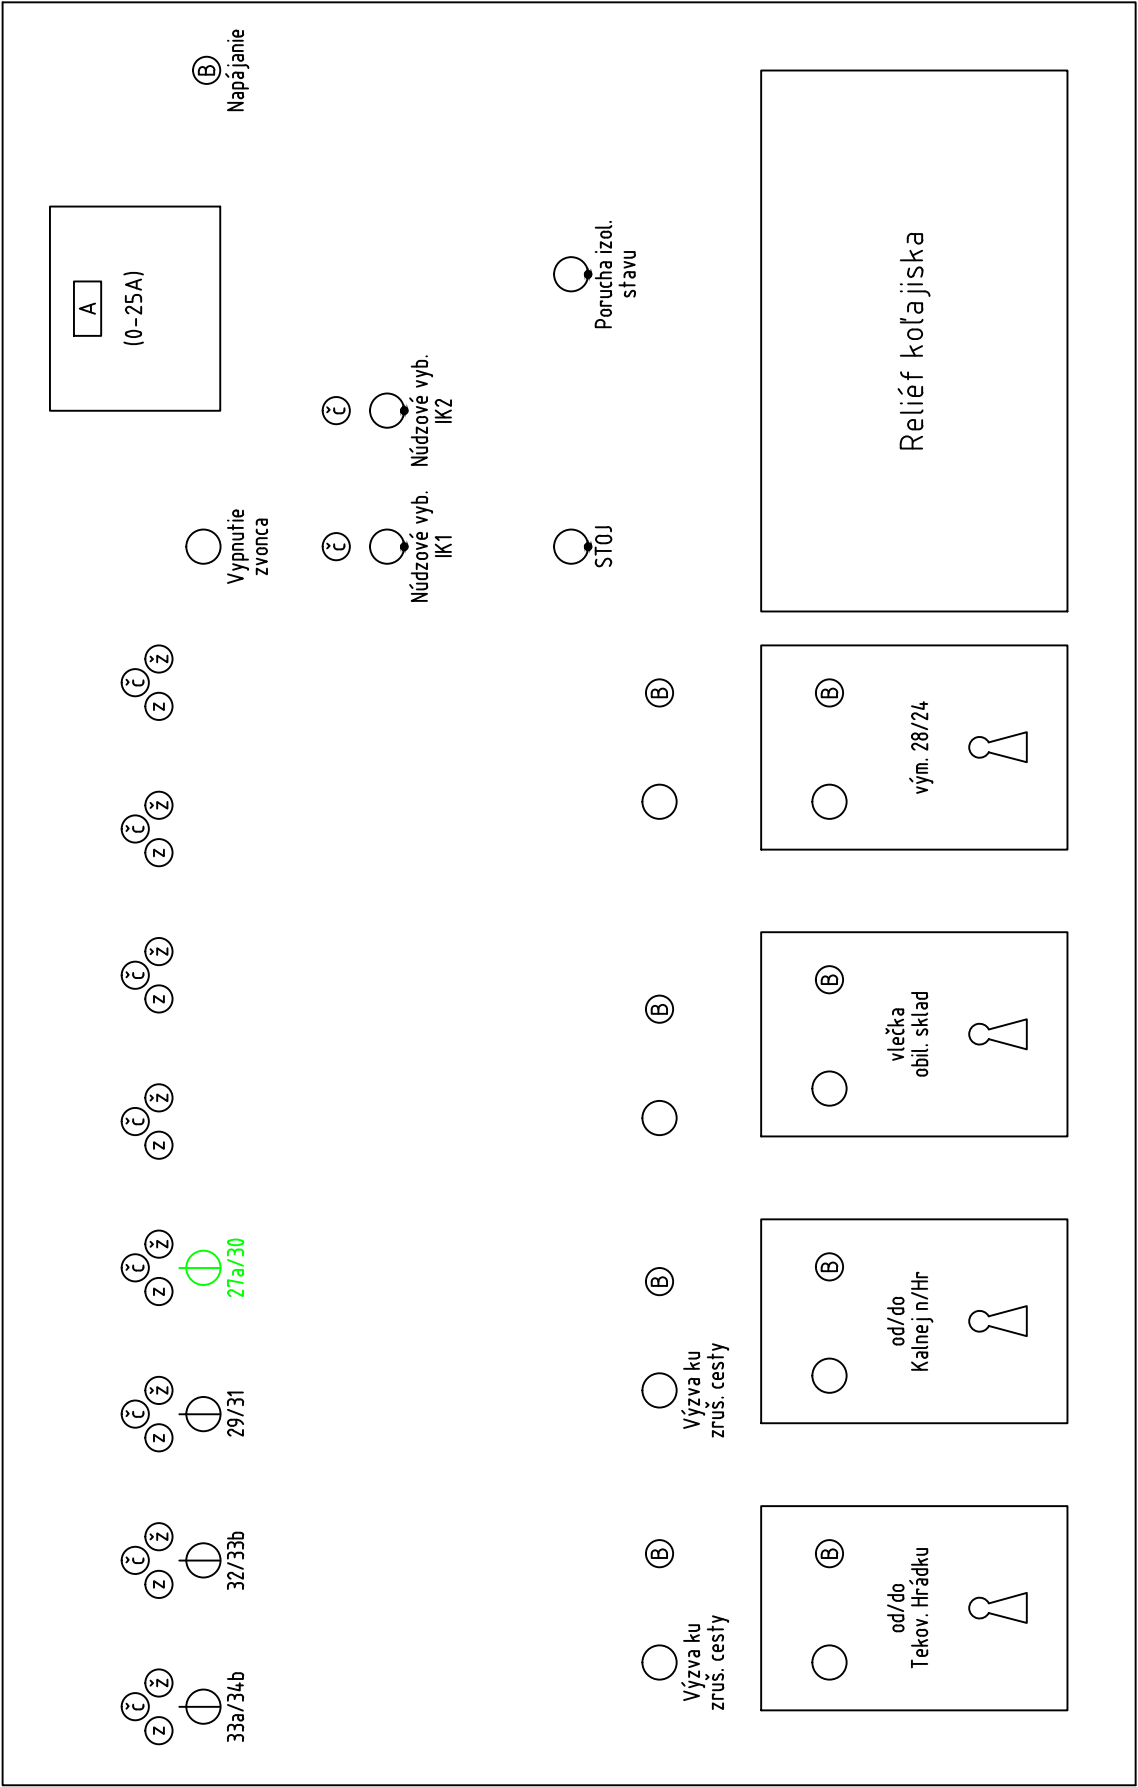 A
(0-25A)
Č
Z Ž
Č
Z Ž
Č
Z Ž
Č
Z Ž
Č
Z Ž
Č
Z Ž
Č
Z Ž
Č
Z Ž
33a/34b
32/33b
29/31
27a/30
Vypnutie
zvonca
B
Napájanie
Č
Núdzové vyb.
IK1
Č
Núdzové vyb.
IK2
STOJ
Porucha izol.
stavu
B
Výzva ku
zruš. cesty
B
Výzva ku
zruš. cesty
B
B
B
od/do
Tekov. Hrádku
B
od/do
Kalnej n/Hr
B
vlečka
obil. sklad
B
vým. 28/24
Reliéf koľajiska